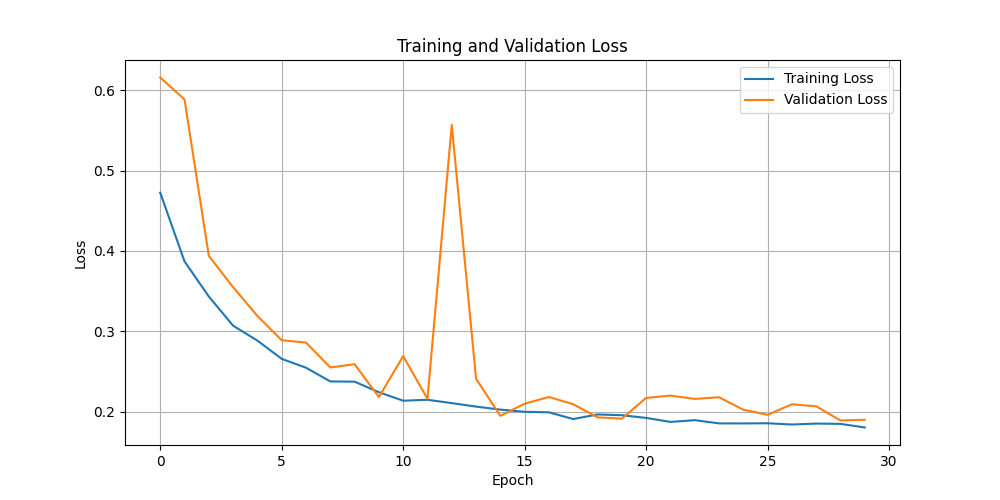 Training and Validation Loss
Training Loss
Validation Loss
Loss
0.6
0.5
0.4
0.3
0.2
0 5 10 15 20 25 30
Epoch